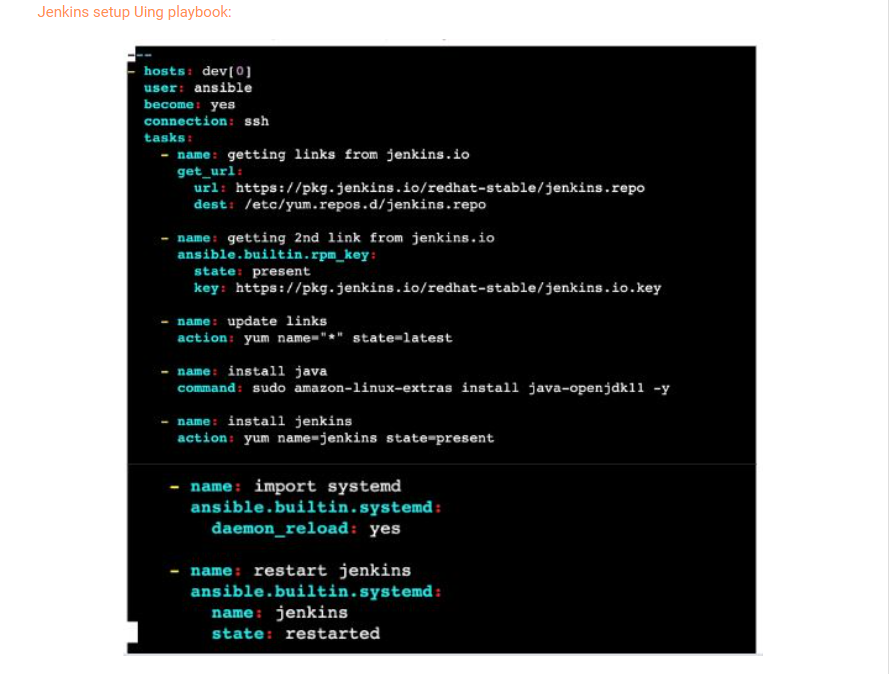 Jenkins setup Uing playbook:
---
- hosts: dev[0]
  user: ansible
  become: yes
  connection: ssh
  tasks:
    - name: getting links from jenkins.io
      get_url:
        url: https://pkg.jenkins.io/redhat-stable/jenkins.repo
        dest: /etc/yum.repos.d/jenkins.repo
    - name: getting 2nd link from jenkins.io
      ansible.builtin.rpm_key:
        state: present
        key: https://pkg.jenkins.io/redhat-stable/jenkins.io.key
    - name: update links
      action: yum name="*" state=latest
    - name: install java
      command: sudo amazon-linux-extras install java-openjdk11 -y
    - name: install jenkins
      action: yum name=jenkins state=present
    - name: import systemd
      ansible.builtin.systemd:
        daemon_reload: yes
    - name: restart jenkins
      ansible.builtin.systemd:
        name: jenkins
        state: restarted